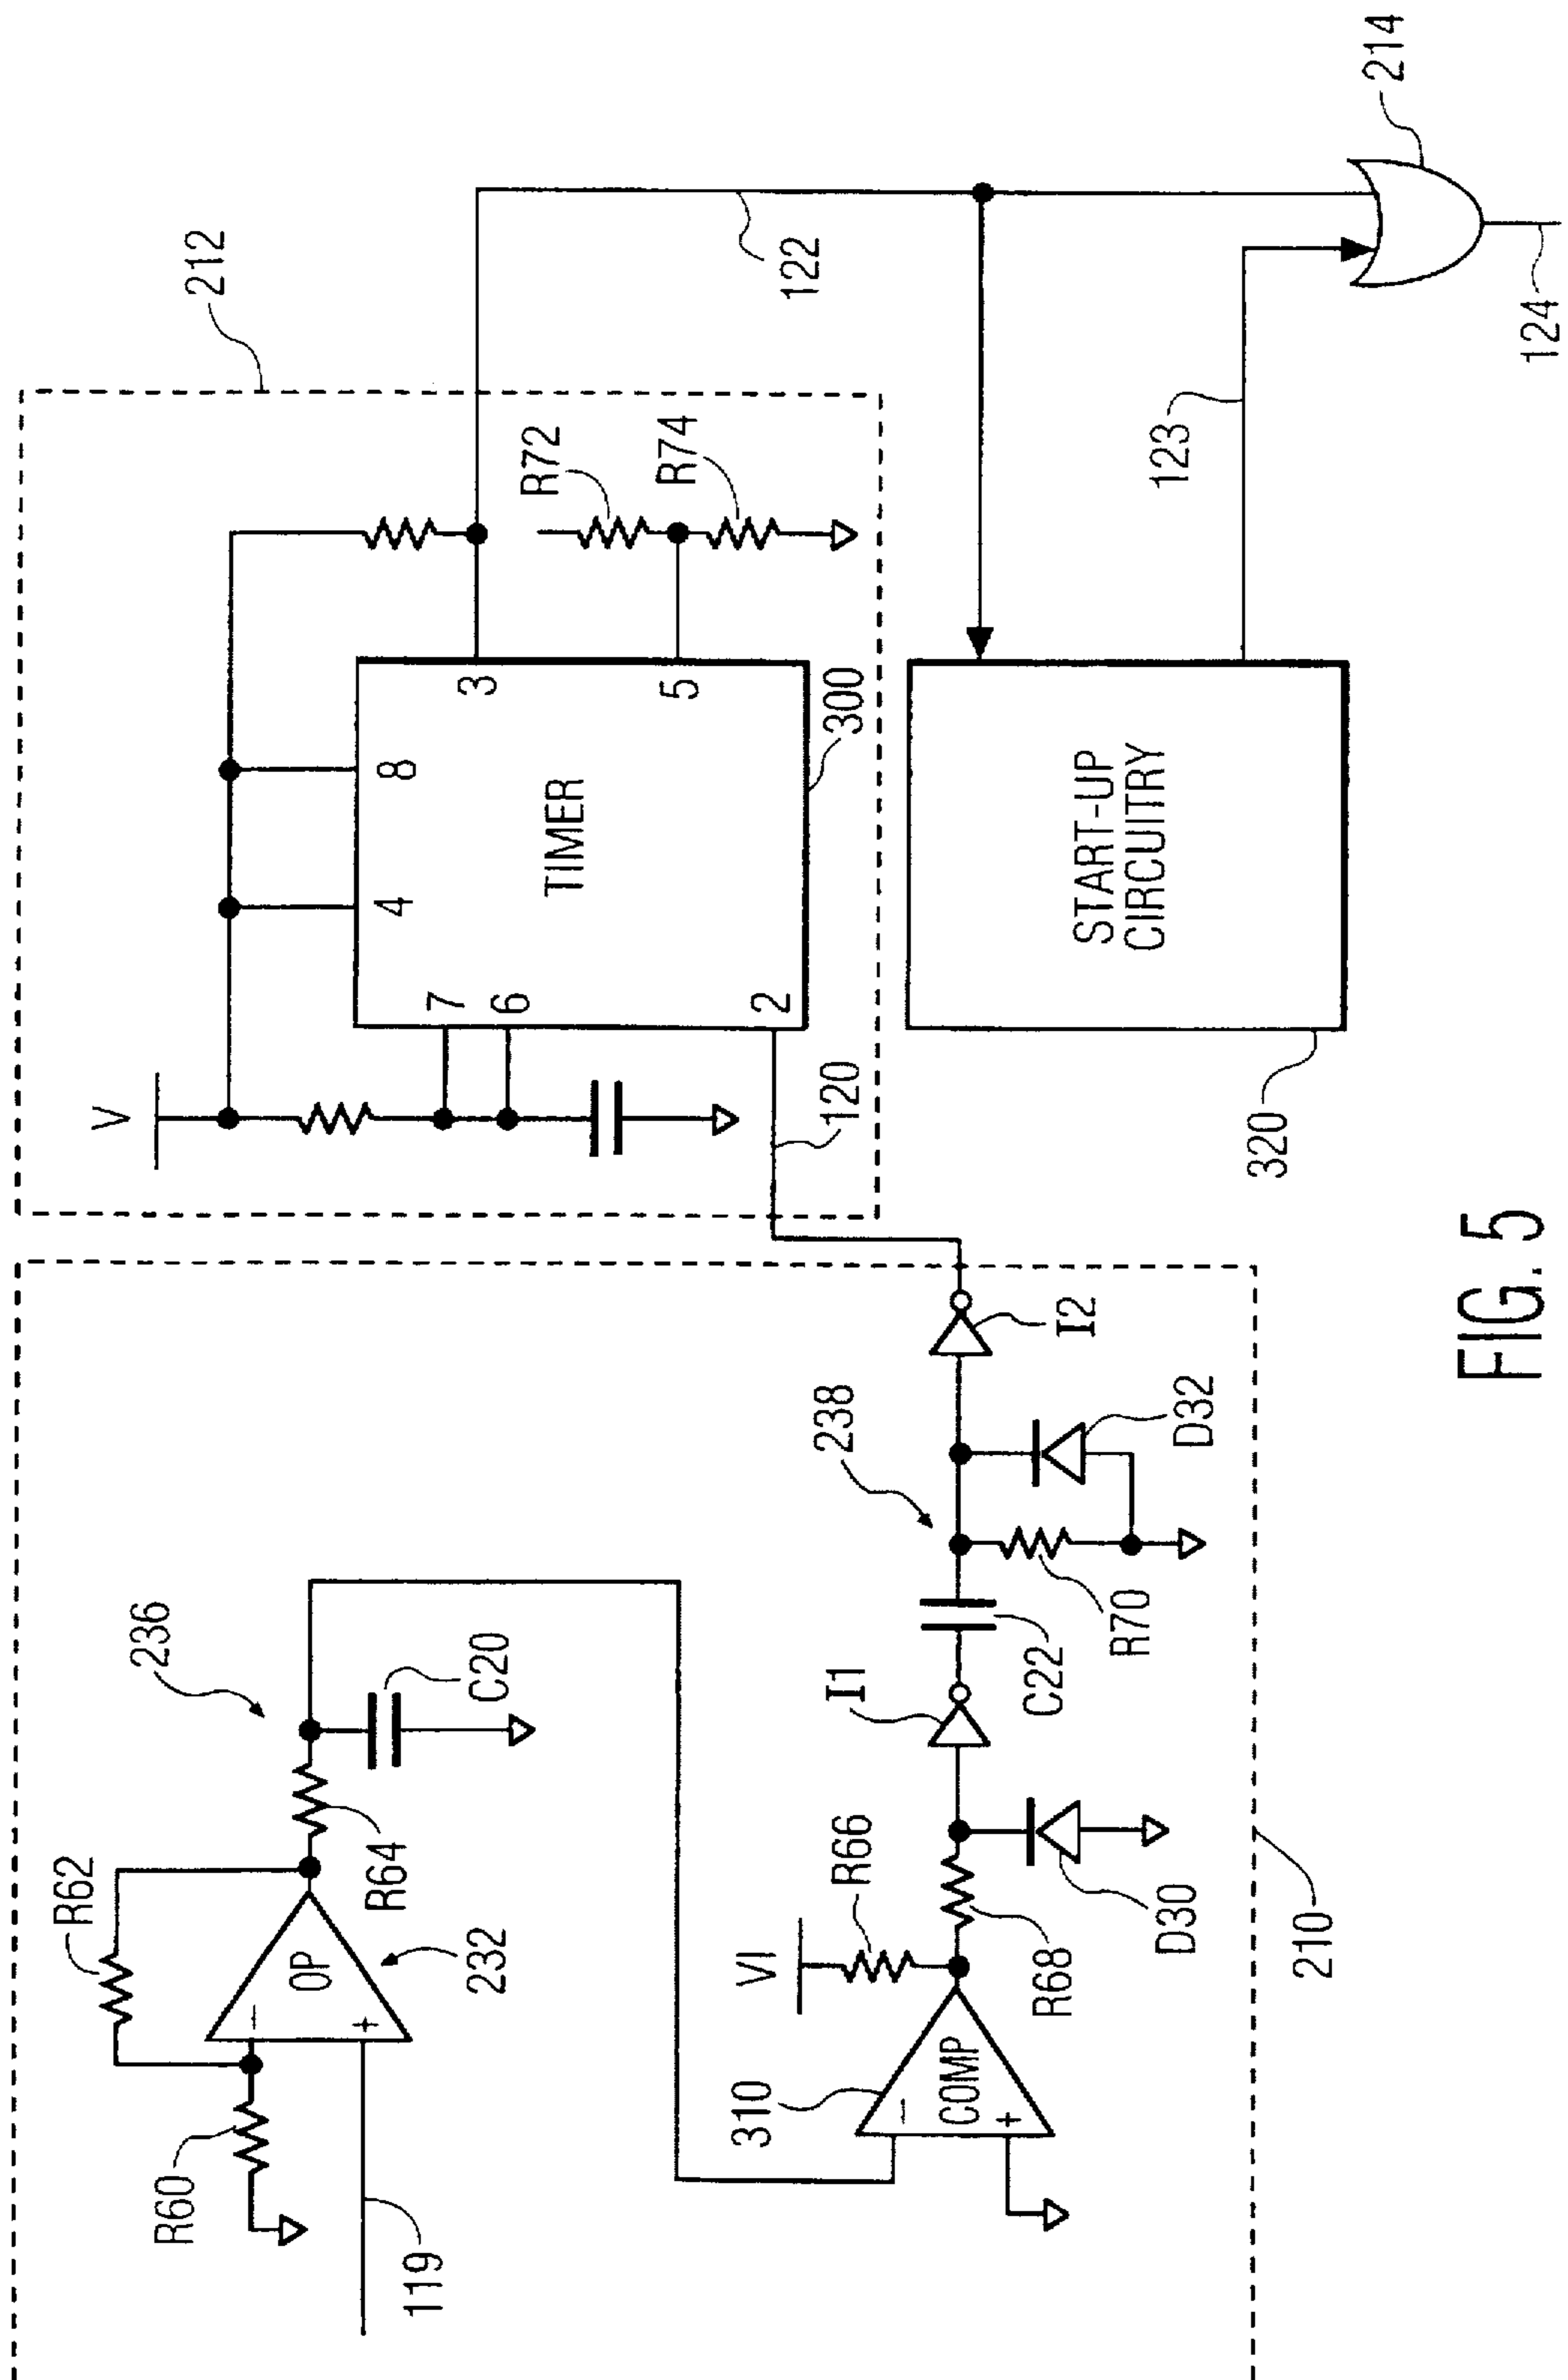 212
V
7
6
4
8
TIMER
2
3
5
300
R72
R74
120
122
236
R62
R60
OP
−
+
232
R64
C20
119
310
COMP
−
+
VI
R66
R68
D30
I1
C22
238
R70
D32
I2
210
START-UP
CIRCUITRY
320
123
214
124
FIG. 5